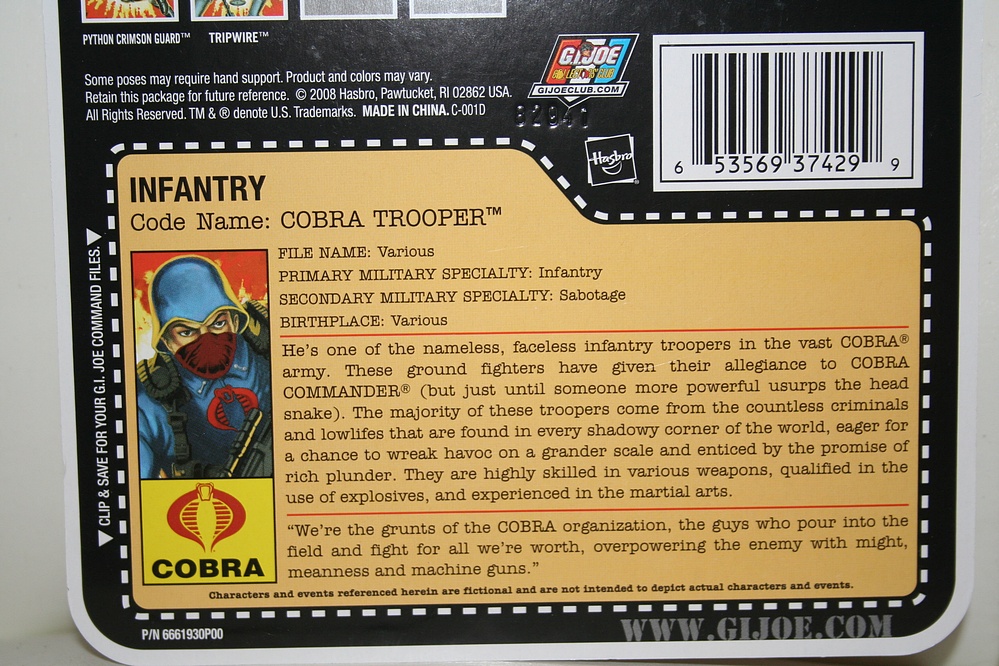 PYTHON CRIMSON GUARD™ TRIPWIRE™
Some poses may require hand support. Product and colors may vary.
Retain this package for future reference. © 2008 Hasbro, Pawtucket, RI 02862 USA.
All Rights Reserved. TM & ® denote U.S. Trademarks. MADE IN CHINA. C-001D
G.I. JOE
COLLECTORS' CLUB
GIJOECLUB.COM
Hasbro
6 53569 37429 9
CLIP & SAVE FOR YOUR G.I. JOE COMMAND FILES.
INFANTRY
Code Name: COBRA TROOPER™
FILE NAME: Various
PRIMARY MILITARY SPECIALTY: Infantry
SECONDARY MILITARY SPECIALTY: Sabotage
BIRTHPLACE: Various
He's one of the nameless, faceless infantry troopers in the vast COBRA®
army. These ground fighters have given their allegiance to COBRA
COMMANDER® (but just until someone more powerful usurps the head
snake). The majority of these troopers come from the countless criminals
and lowlifes that are found in every shadowy corner of the world, eager for
a chance to wreak havoc on a grander scale and enticed by the promise of
rich plunder. They are highly skilled in various weapons, qualified in the
use of explosives, and experienced in the martial arts.
COBRA
“We're the grunts of the COBRA organization, the guys who pour into the
field and fight for all we're worth, overpowering the enemy with might,
meanness and machine guns.”
Characters and events referenced herein are fictional and are not intended to depict actual characters and events.
P/N 6661930P00
WWW.GIJOE.COM